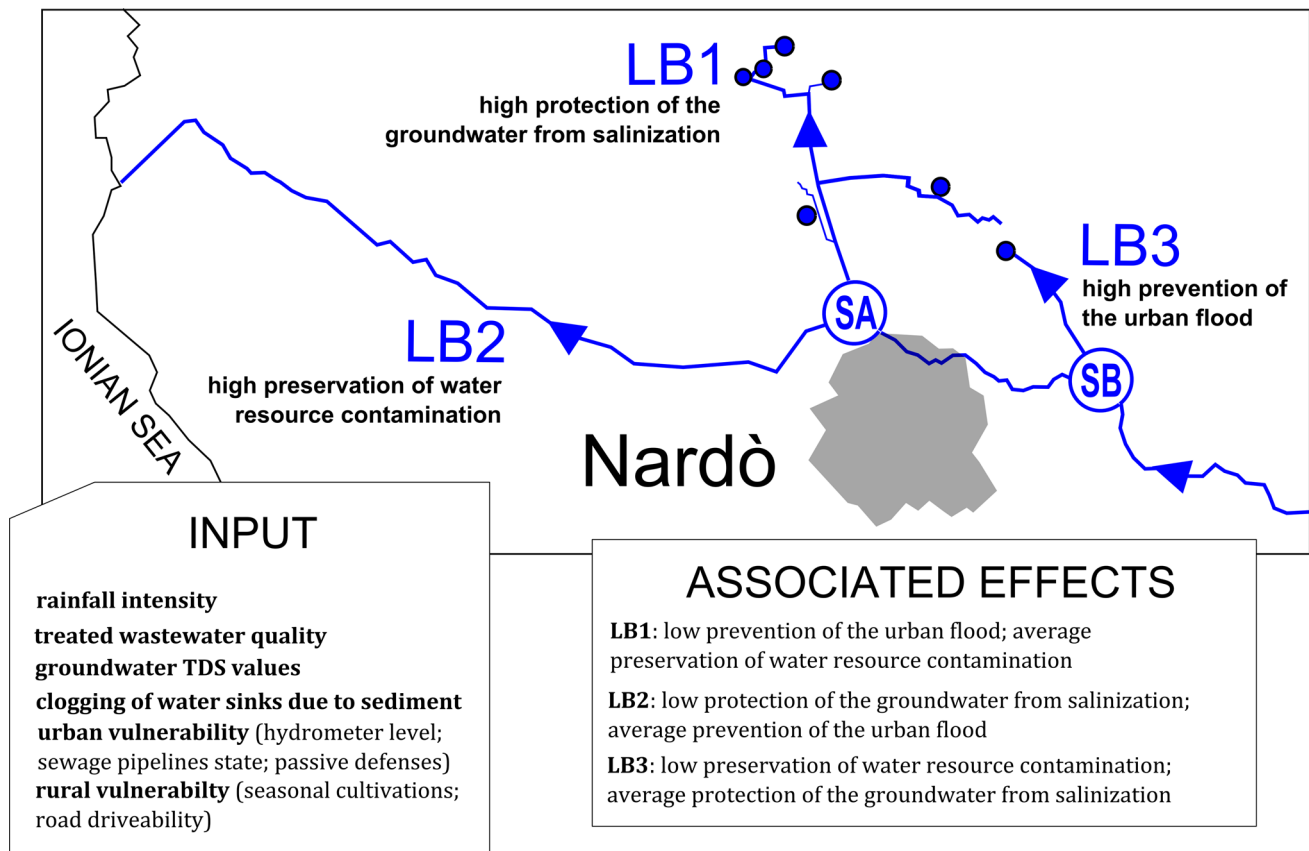 LB1
high protection of the
groundwater from salinization
LB3
high prevention of
the urban flood
SA
SB
LB2
high preservation of water
resource contamination
IONIAN SEA
Nardò
INPUT
rainfall intensity
treated wastewater quality
groundwater TDS values
clogging of water sinks due to sediment
urban vulnerability (hydrometer level;
sewage pipelines state; passive defenses)
rural vulnerabilty (seasonal cultivations;
road driveability)
ASSOCIATED EFFECTS
LB1: low prevention of the urban flood; average
preservation of water resource contamination
LB2: low protection of the groundwater from salinization;
average prevention of the urban flood
LB3: low preservation of water resource contamination;
average protection of the groundwater from salinization